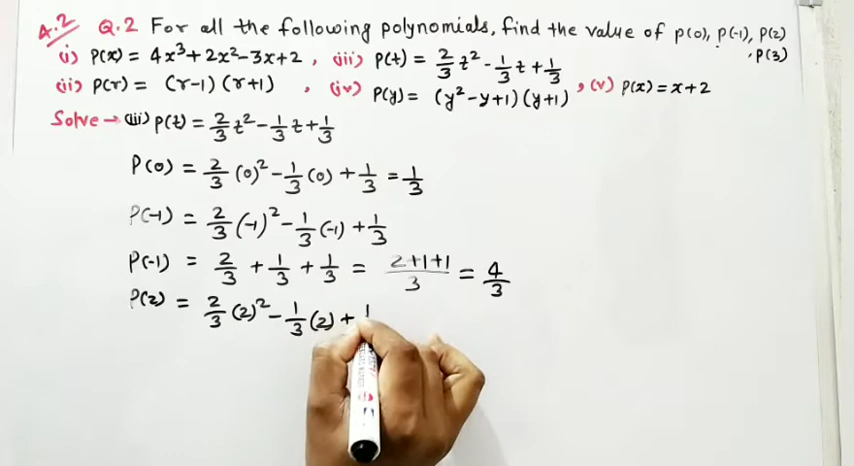 4.2 Q.2 For all the following polynomials, find the value of p(0), p(-1), p(2), p(3)
(i) P(x) = 4x³+2x²-3x+2, (iii) P(t) = 2/3 t² - 1/3 t + 1/3
(ii) P(r) = (r-1)(r+1), (iv) P(y) = (y²-y+1)(y+1), (v) P(x) = x+2
Solve → (iii) P(t) = 2/3 t² - 1/3 t + 1/3
P(0) = 2/3 (0)² - 1/3 (0) + 1/3 = 1/3
P(-1) = 2/3 (-1)² - 1/3 (-1) + 1/3
P(-1) = 2/3 + 1/3 + 1/3 = 2+1+1/3 = 4/3
P(2) = 2/3 (2)² - 1/3 (2) + 1